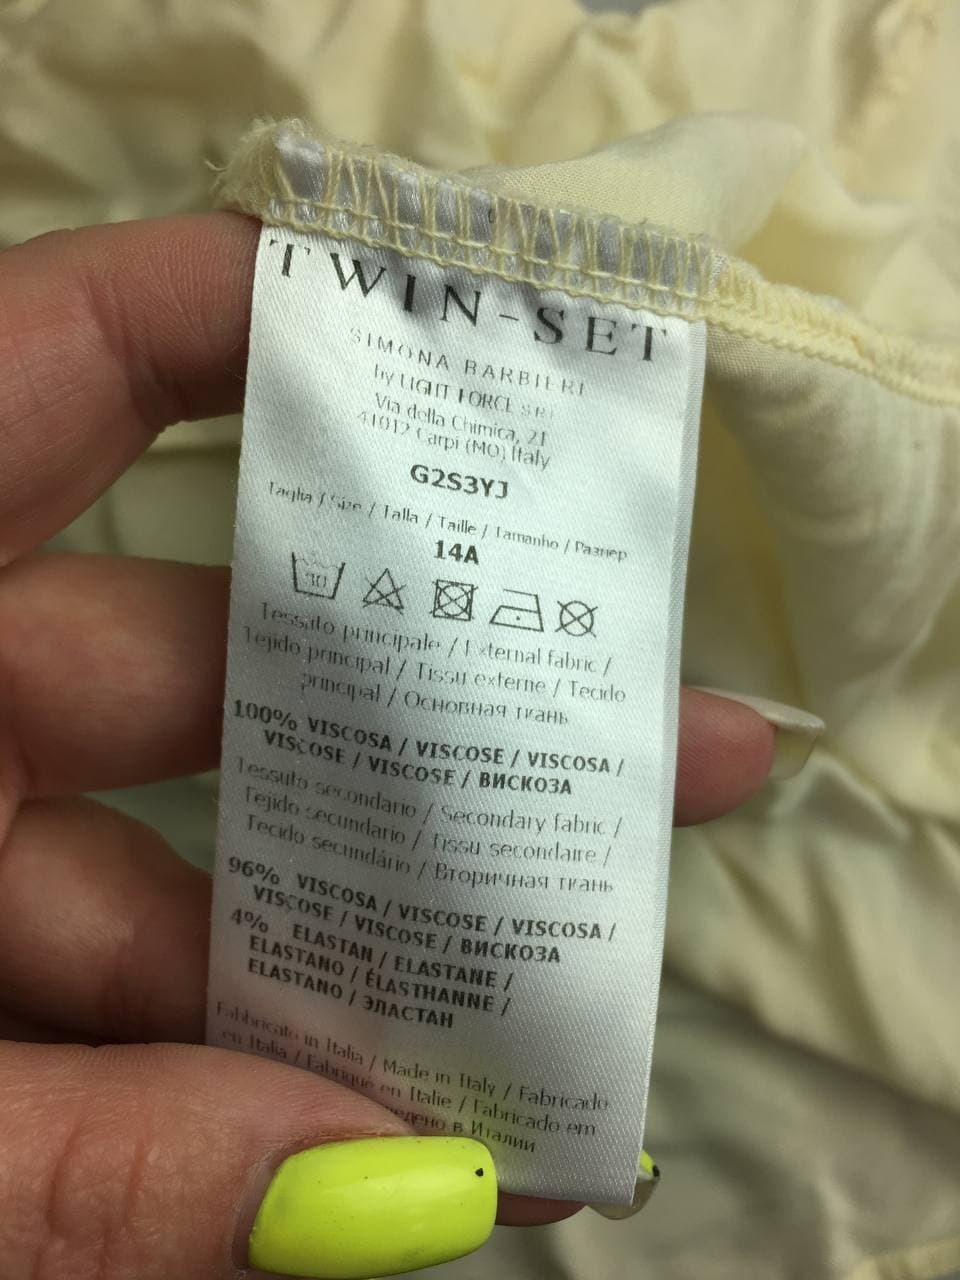 TWIN-SET
SIMONA BARBIERI
by LIGHT FORCE SRL
Via della Chimica, 21
41012 Carpi (MO) Italy
G2S3YJ
Taglia / Size / Talla / Taille / Tamanho / Размер
14A
30
Tessuto principale / External fabric /
Tejido principal / Tissu externe / Tecido
principal / Основная ткань
100% VISCOSA / VISCOSE / VISCOSA /
VISCOSE / VISCOSE / ВИСКОЗА
Tessuto secondario / Secondary fabric /
Tejido secundario / Tissu secondaire /
Tecido secundário / Вторичная ткань
96% VISCOSA / VISCOSE / VISCOSA /
VISCOSE / VISCOSE / ВИСКОЗА
4% ELASTAN / ELASTANE /
ELASTANO / ÉLASTHANNE /
ELASTANO / ЭЛАСТАН
Fabbricato in Italia / Made in Italy / Fabricado
en Italia / Fabriqué en Italie / Fabricado em
в Италии